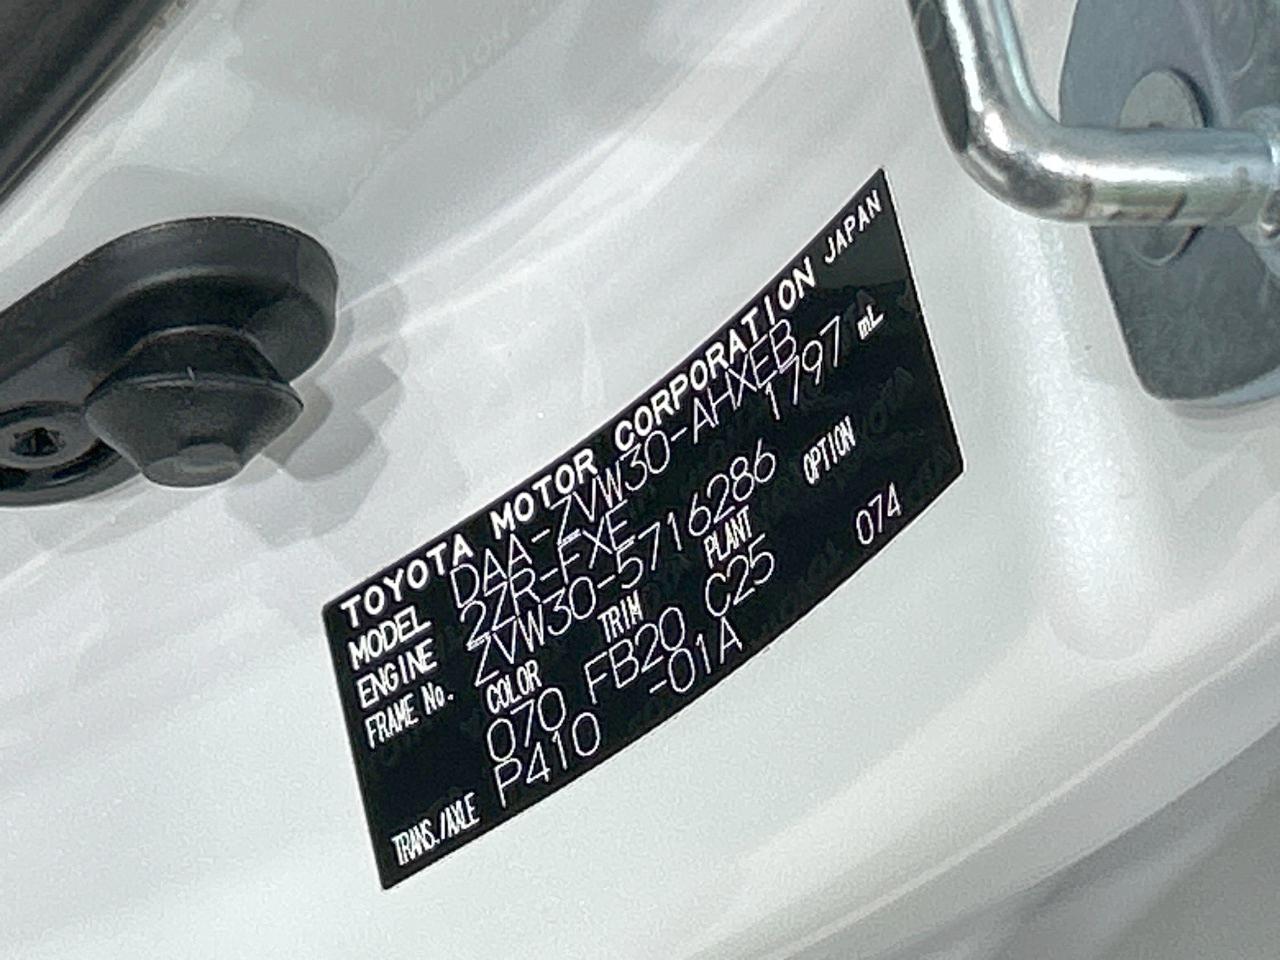 TOYOTA MOTOR CORPORATION JAPAN
MODEL DAA-ZVW30-AHXEB
ENGINE 2ZR-FXE 1797 mL
FRAME No. ZVW30-5716286
COLOR TRIM PLANT OPTION
070 FB20 C25 074
TRANS./AXLE P410 -01A